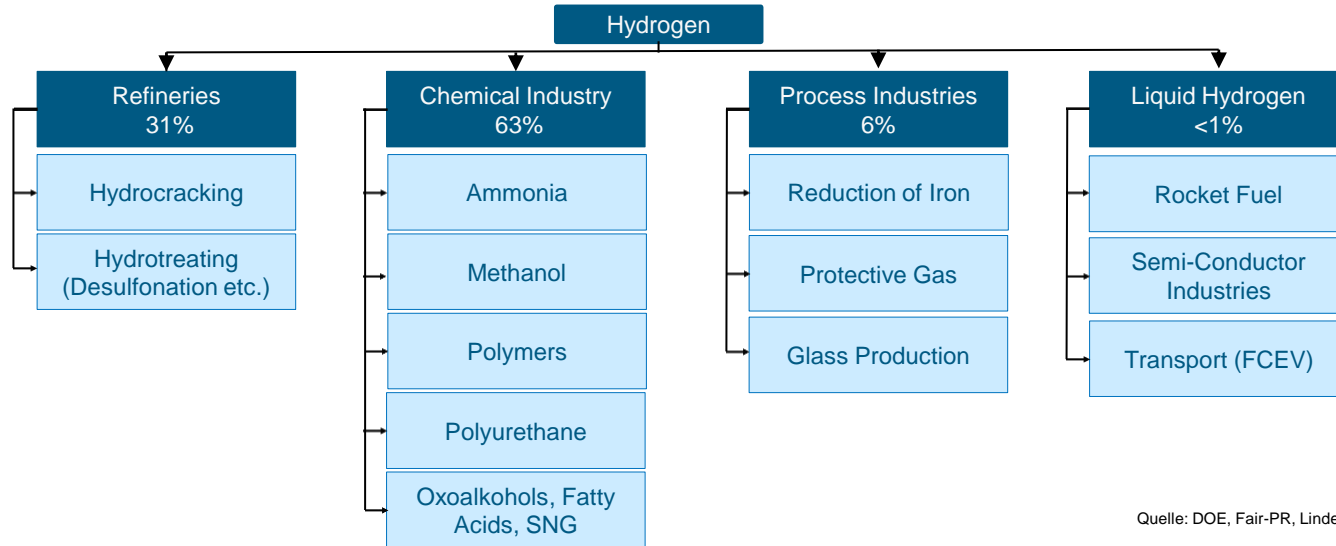 Hydrogen
Refineries
31%
Hydrocracking
Hydrotreating
(Desulfonation etc.)
Chemical Industry
63%
Ammonia
Methanol
Polymers
Polyurethane
Oxoalkohols, Fatty
Acids, SNG
Process Industries
6%
Reduction of Iron
Protective Gas
Glass Production
Liquid Hydrogen
<1%
Rocket Fuel
Semi-Conductor
Industries
Transport (FCEV)
Quelle: DOE, Fair-PR, Linde